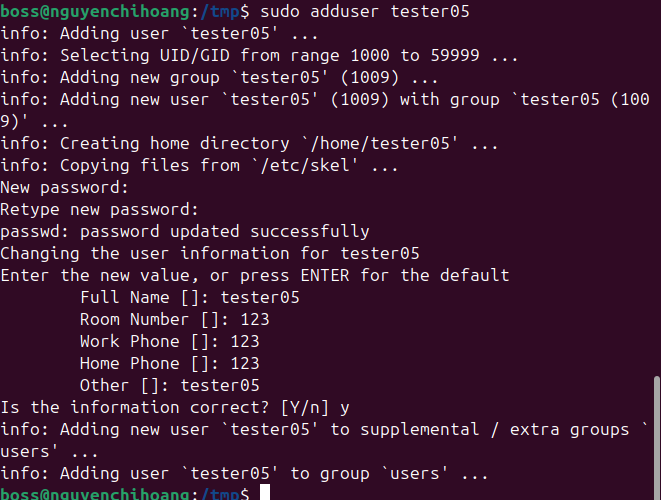 boss@nguyenchihoang:/tmp$ sudo adduser tester05
info: Adding user `tester05' ...
info: Selecting UID/GID from range 1000 to 59999 ...
info: Adding new group `tester05' (1009) ...
info: Adding new user `tester05' (1009) with group `tester05 (100
9)' ...
info: Creating home directory `/home/tester05' ...
info: Copying files from `/etc/skel' ...
New password:
Retype new password:
passwd: password updated successfully
Changing the user information for tester05
Enter the new value, or press ENTER for the default
        Full Name []: tester05
        Room Number []: 123
        Work Phone []: 123
        Home Phone []: 123
        Other []: tester05
Is the information correct? [Y/n] y
info: Adding new user `tester05' to supplemental / extra groups `
users' ...
info: Adding user `tester05' to group `users' ...
boss@nguyenchihoang:/tmp$